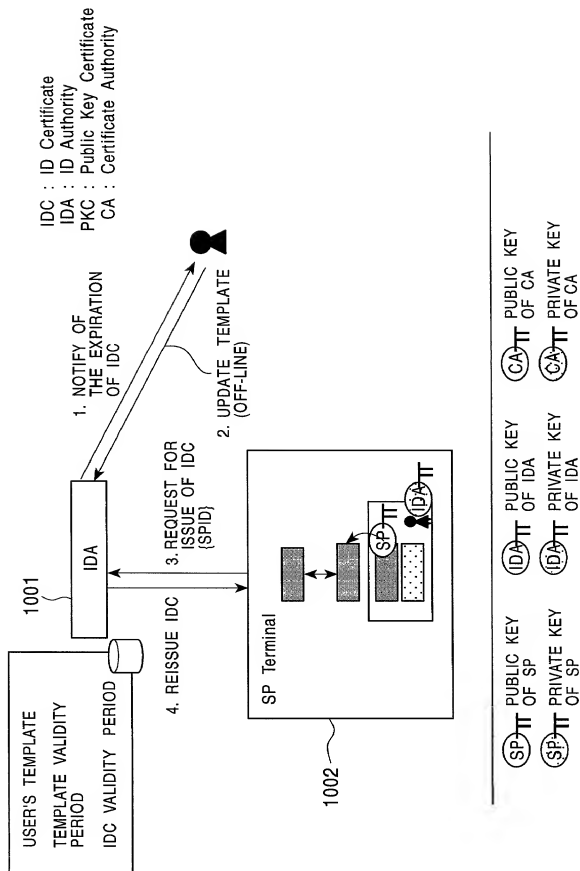 IDC : ID Certificate
IDA : ID Authority
PKC : Public Key Certificate
CA : Certificate Authority
USER'S TEMPLATE
TEMPLATE VALIDITY
PERIOD
IDC VALIDITY PERIOD
1001
IDA
1. NOTIFY OF
THE EXPIRATION
OF IDC
2. UPDATE TEMPLATE
(OFF-LINE)
3. REQUEST FOR
ISSUE OF IDC
{SPID}
4. REISSUE IDC
SP Terminal
SP
IDA
1002
SP PUBLIC KEY
OF SP
SP PRIVATE KEY
OF SP
IDA PUBLIC KEY
OF IDA
IDA PRIVATE KEY
OF IDA
CA PUBLIC KEY
OF CA
CA PRIVATE KEY
OF CA